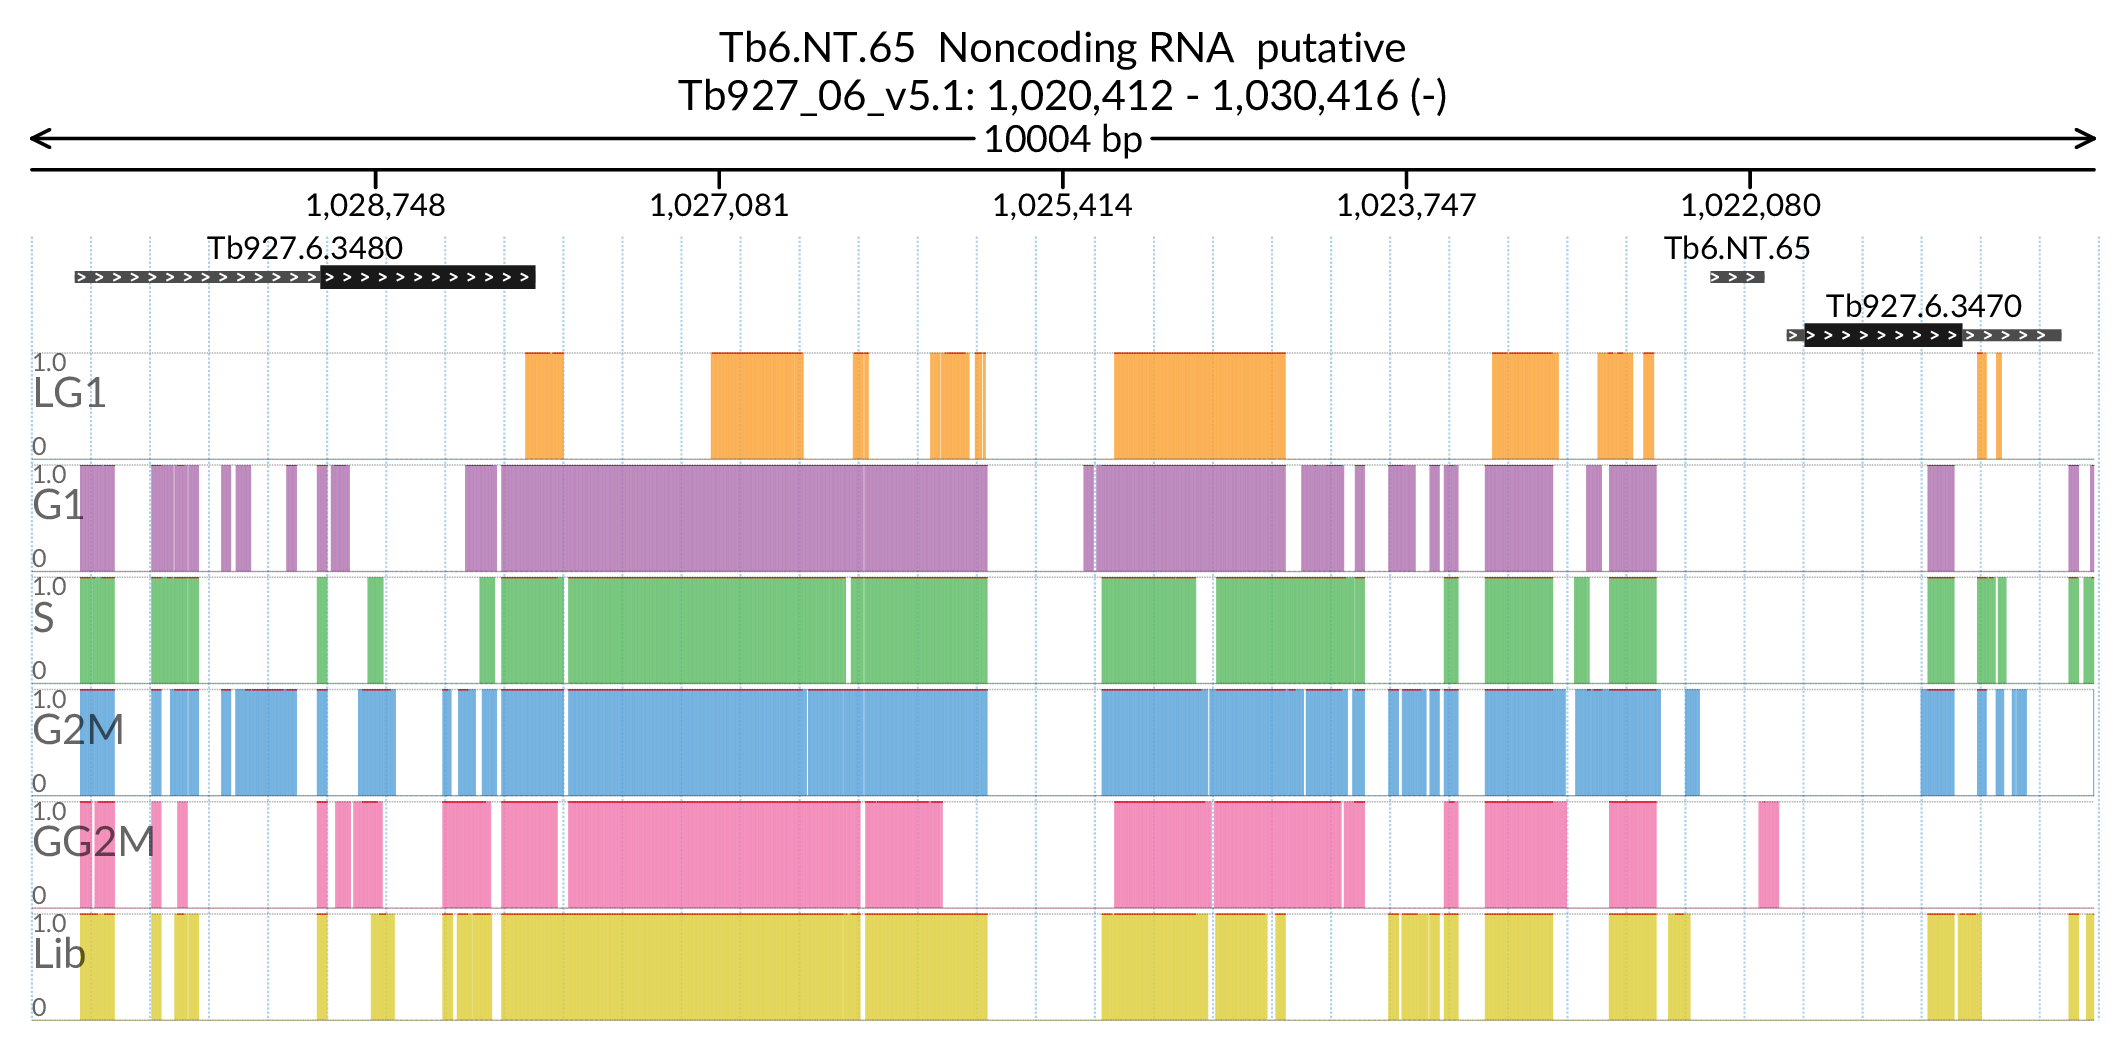 Tb6.NT.65 Noncoding RNA putative
Tb927_06_v5.1: 1,020,412 - 1,030,416 (-)
10004 bp
1,028,748 1,027,081 1,025,414 1,023,747 1,022,080
Tb927.6.3480 Tb6.NT.65
Tb927.6.3470
1.0
LG1
0
1.0
G1
0
1.0
S
0
1.0
G2M
0
1.0
GG2M
0
1.0
Lib
0